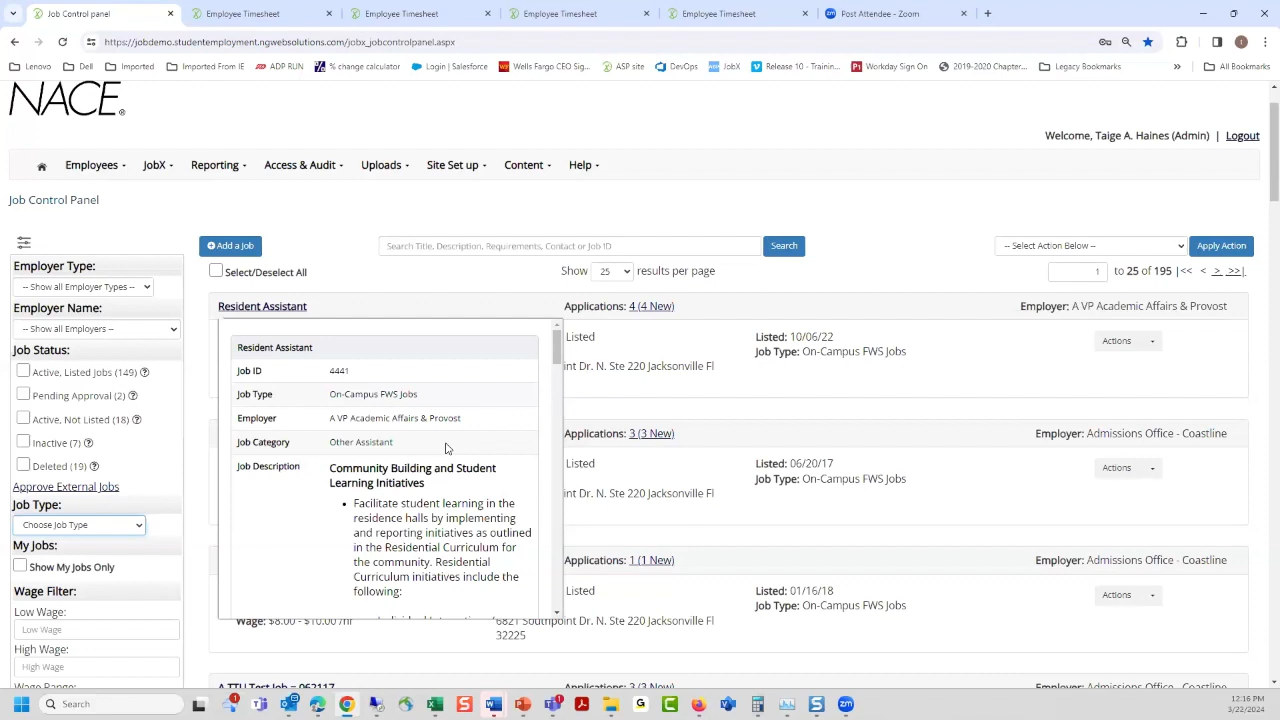 Job Control Panel
Employee Timesheet
Employee Timesheet
Employee Timesheet
Employee Timesheet
Post Attendee - Zoom
https://jobdemo.studentemployment.ngwebsolutions.com/jobx_jobcontrolpanel.aspx
Lenovo
Dell
Imported
Imported From IE
ADP RUN
% change calculator
Login | Salesforce
Wells Fargo CEO Sig...
ASP site
DevOps
JobX
Release 10 - Trainin...
Workday Sign On
2019-2020 Chapter...
Legacy Bookmarks
All Bookmarks
NACE®
Welcome, Taige A. Haines (Admin) | Logout
Employees
JobX
Reporting
Access & Audit
Uploads
Site Set up
Content
Help
Job Control Panel
Add a Job
Search Title, Description, Requirements, Contact or Job ID
Search
-- Select Action Below --
Apply Action
Select/Deselect All
Show 25 results per page
1 to 25 of 195 |<< < > >>|
Employer Type:
-- Show all Employer Types --
Employer Name:
-- Show all Employers --
Job Status:
Active, Listed Jobs (149)
Pending Approval (2)
Active, Not Listed (18)
Inactive (7)
Deleted (19)
Approve External Jobs
Job Type:
Choose Job Type
My Jobs:
Show My Jobs Only
Wage Filter:
Low Wage:
Low Wage
High Wage:
High Wage
Resident Assistant
Applications: 4 (4 New)
Employer: A VP Academic Affairs & Provost
Listed
Listed: 10/06/22
Job Type: On-Campus FWS Jobs
Actions
int Dr. N. Ste 220 Jacksonville Fl
Resident Assistant
Job ID 4441
Job Type On-Campus FWS Jobs
Employer A VP Academic Affairs & Provost
Job Category Other Assistant
Job Description Community Building and Student
Learning Initiatives
• Facilitate student learning in the
residence halls by implementing
and reporting initiatives as outlined
in the Residential Curriculum for
the community. Residential
Curriculum initiatives include the
following:
Applications: 3 (3 New)
Employer: Admissions Office - Coastline
Listed
Listed: 06/20/17
Job Type: On-Campus FWS Jobs
Actions
int Dr. N. Ste 220 Jacksonville Fl
Applications: 1 (1 New)
Employer: Admissions Office - Coastline
Listed
Listed: 01/16/18
Job Type: On-Campus FWS Jobs
Actions
Wage: $8.00 - $10.00 /hr
6821 Southpoint Dr. N. Ste 220 Jacksonville Fl
32225
Search
12:16 PM
3/22/2024